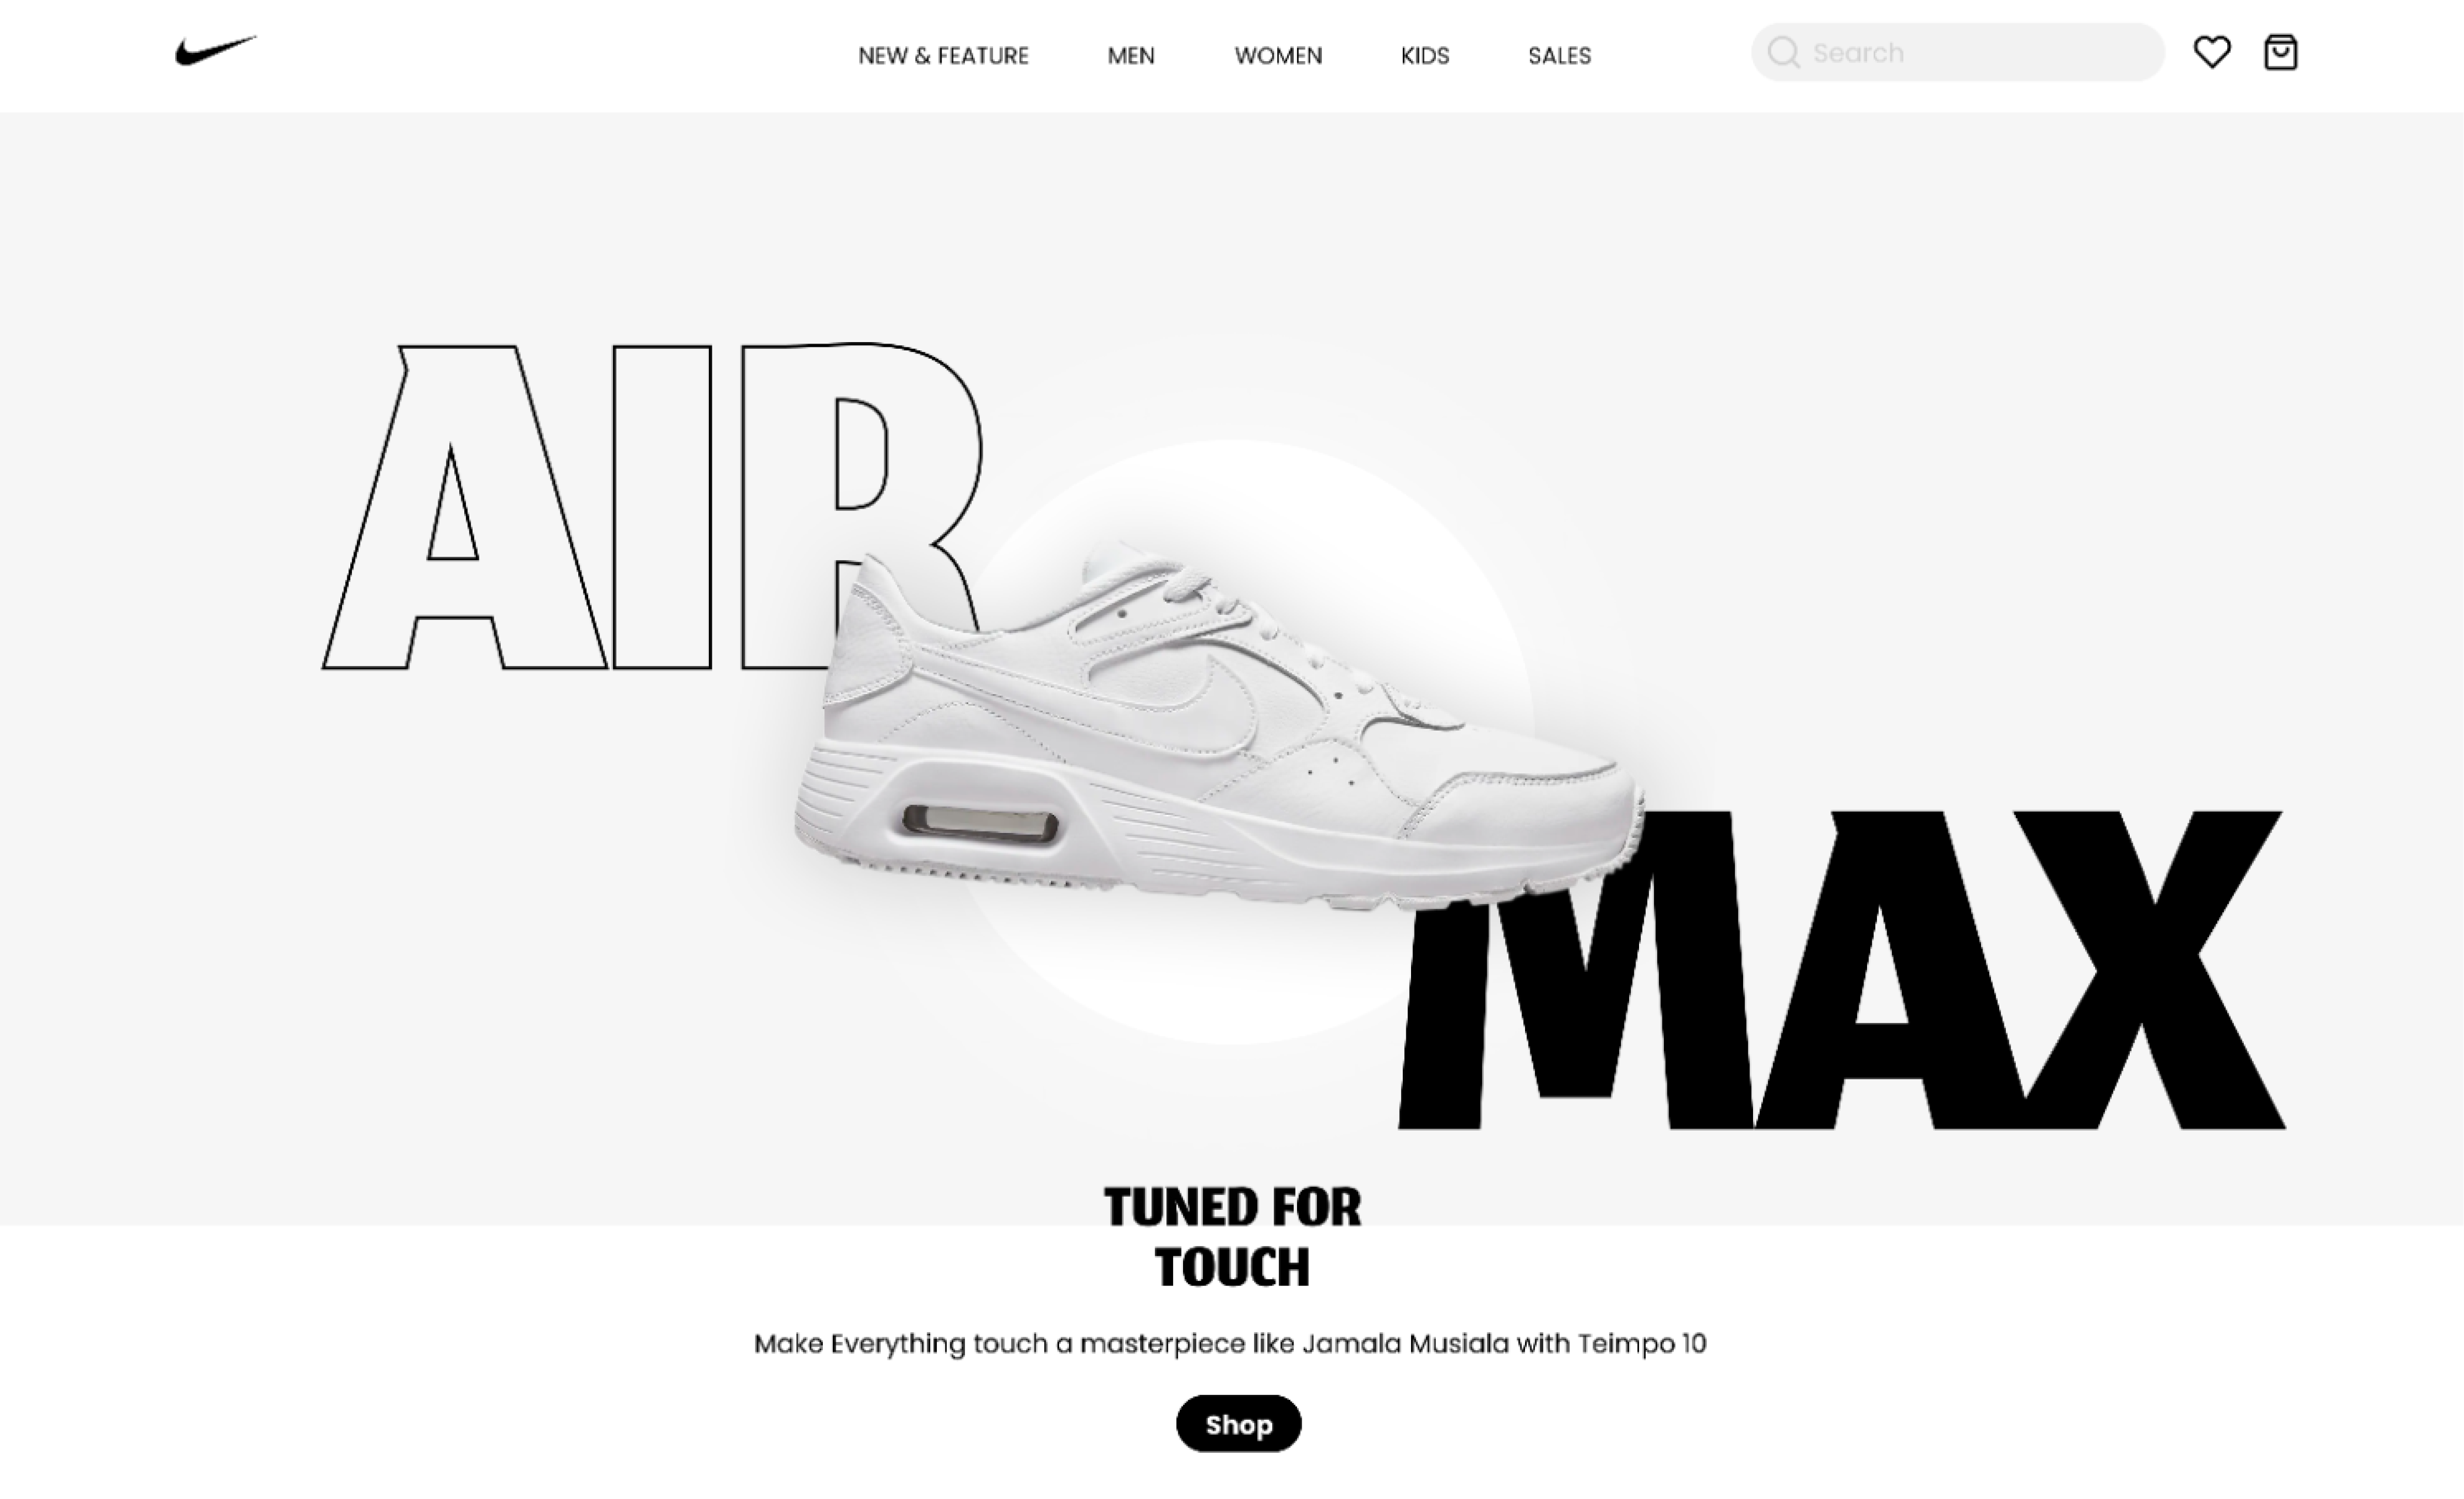 NEW & FEATURE MEN WOMEN KIDS SALES Search
AIR
MAX
TUNED FOR
TOUCH
Make Everything touch a masterpiece like Jamala Musiala with Teimpo 10
Shop